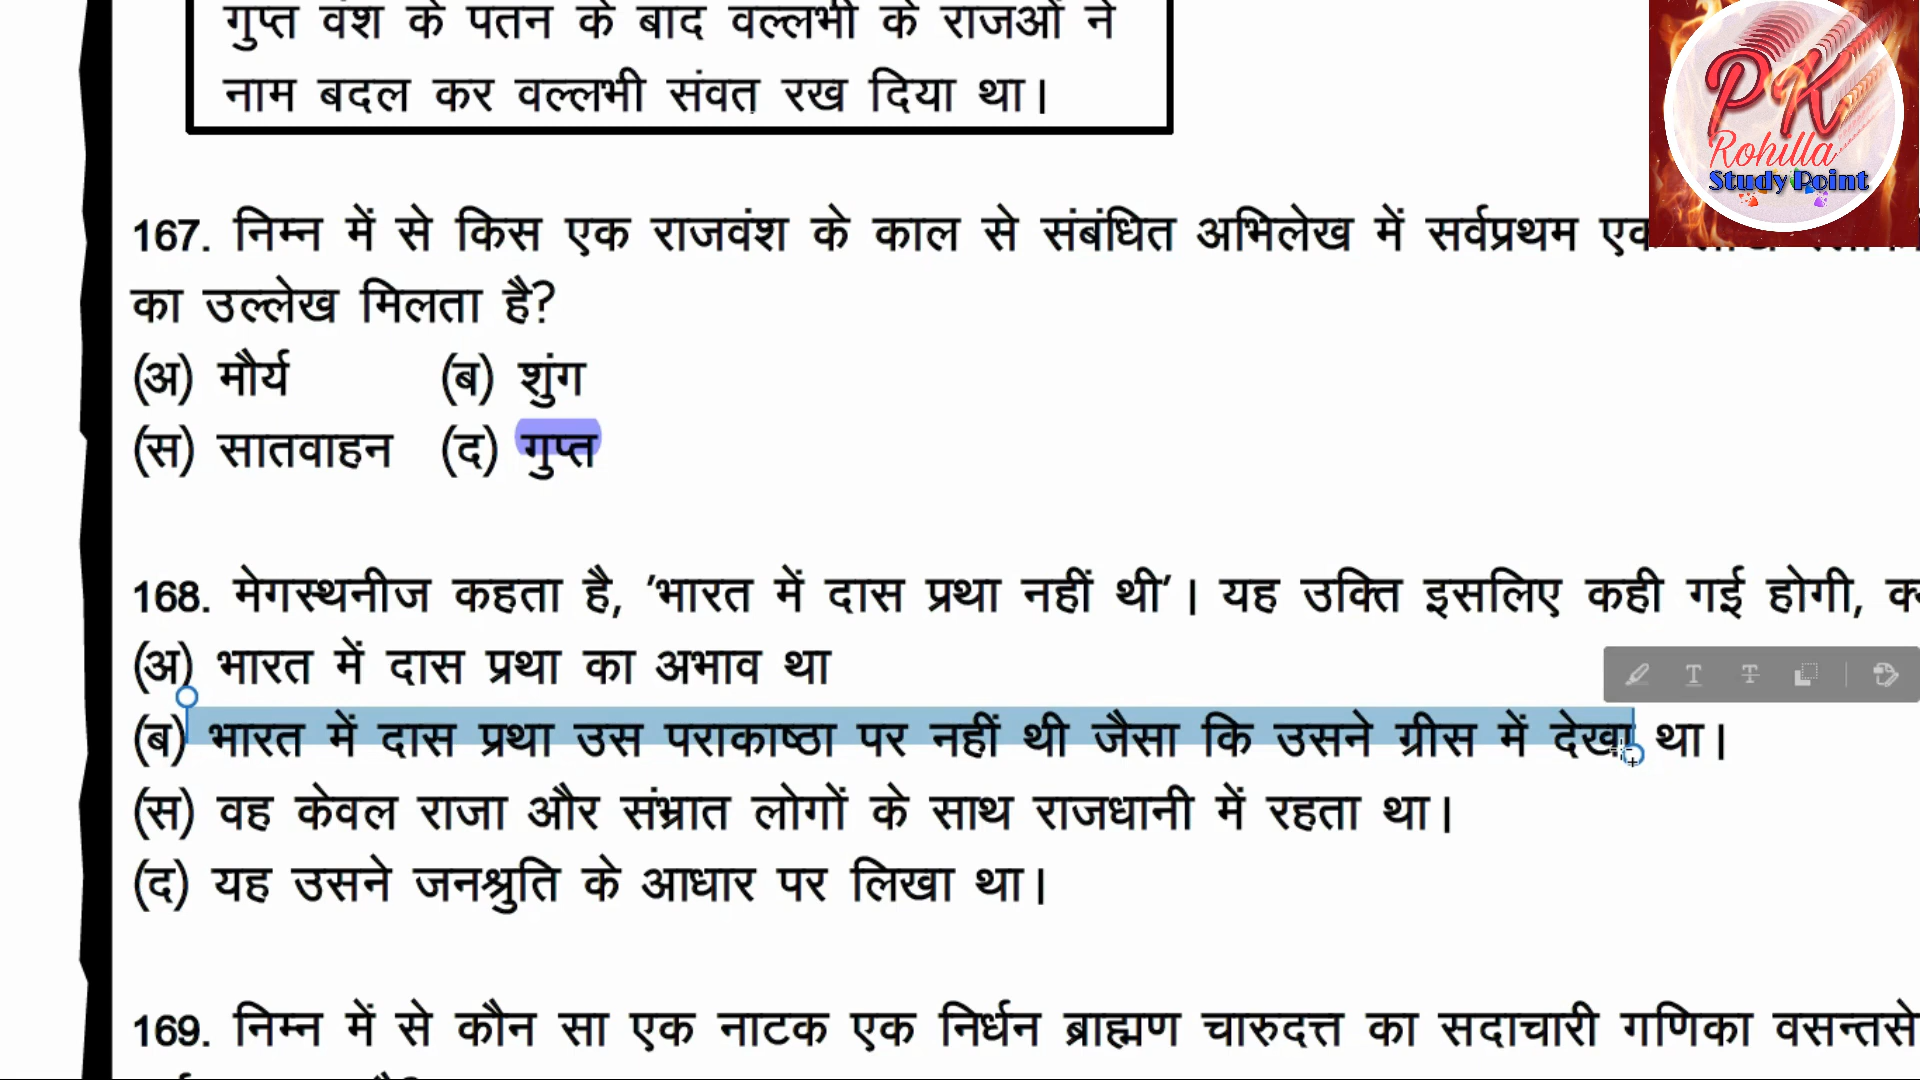 गुप्त वंश के पतन के बाद वल्लभी के राजओं ने
नाम बदल कर वल्लभी संवत् रख दिया था।
PK
Rohilla
Study Point
167. निम्न में से किस एक राजवंश के काल से संबंधित अभिलेख में सर्वप्रथम
का उल्लेख मिलता है?
(अ) मौर्य (ब) शुंग
(स) सातवाहन (द) गुप्त
168. मेगस्थनीज कहता है, 'भारत में दास प्रथा नहीं थी'। यह उक्ति इसलिए कही गई होगी,
(अ) भारत में दास प्रथा का अभाव था
(ब) भारत में दास प्रथा उस पराकाष्ठा पर नहीं थी जैसा कि उसने ग्रीस में देखा था।
(स) वह केवल राजा और संभ्रात लोगों के साथ राजधानी में रहता था।
(द) यह उसने जनश्रुति के आधार पर लिखा था।
169. निम्न में से कौन सा एक नाटक एक निर्धन ब्राह्मण चारुदत्त का सदाचारी गणिका